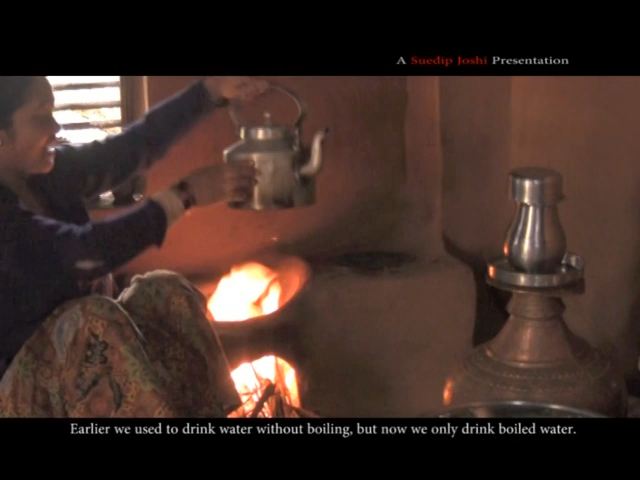 A Suedip Joshi Presentation
Earlier we used to drink water without boiling, but now we only drink boiled water.